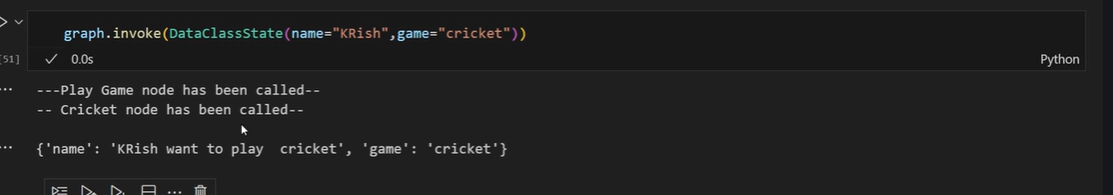 graph.invoke(DataClassState(name="KRish",game="cricket"))
[51] 0.0s Python
---Play Game node has been called--
-- Cricket node has been called--
{'name': 'KRish want to play  cricket', 'game': 'cricket'}